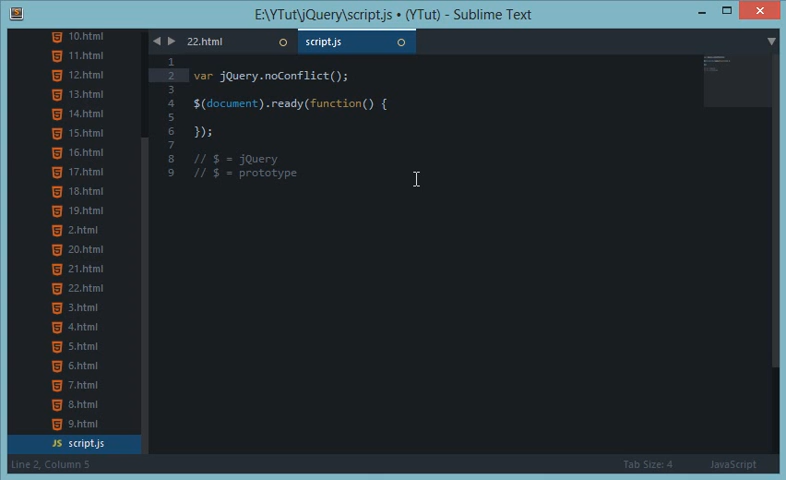 E:\YTut\jQuery\script.js • (YTut) - Sublime Text
10.html
11.html
12.html
13.html
14.html
15.html
16.html
17.html
18.html
19.html
2.html
20.html
21.html
22.html
3.html
4.html
5.html
6.html
7.html
8.html
9.html
JS script.js
22.html
script.js
1
2 var jQuery.noConflict();
3
4 $(document).ready(function() {
5
6 });
7
8 // $ = jQuery
9 // $ = prototype
Line 2, Column 5
Tab Size: 4
JavaScript